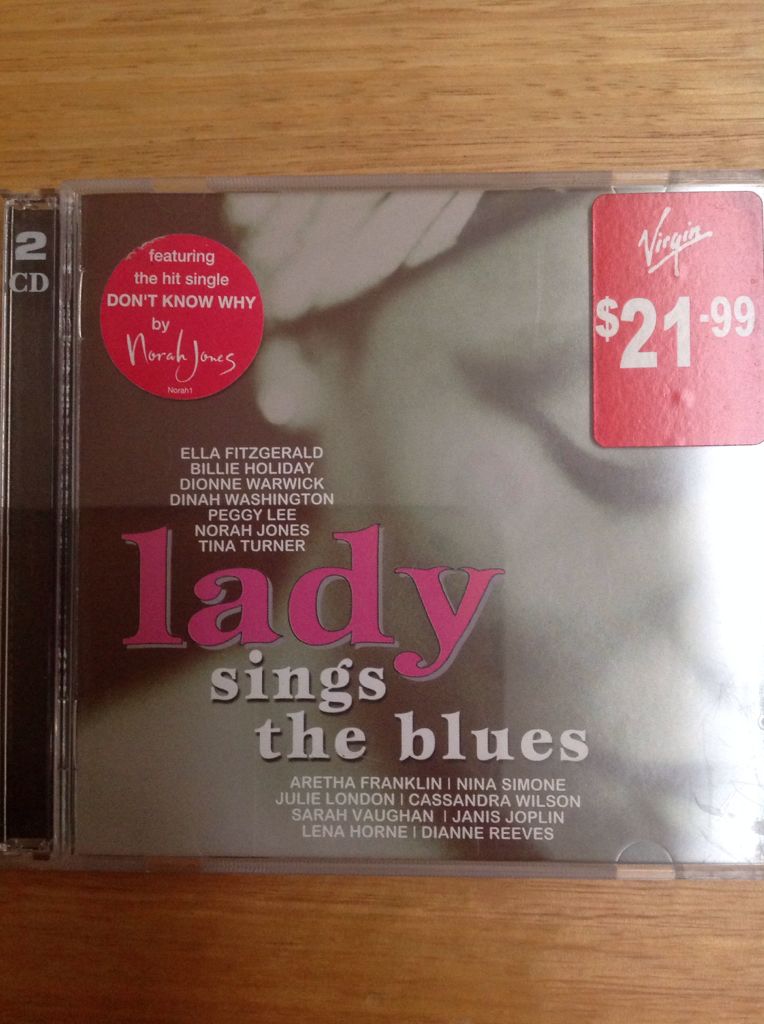 2
CD
featuring
the hit single
DON'T KNOW WHY
by
Norah Jones
Norah1
Virgin
$21-99
ELLA FITZGERALD
BILLIE HOLIDAY
DIONNE WARWICK
DINAH WASHINGTON
PEGGY LEE
NORAH JONES
TINA TURNER
lady
sings
the blues
ARETHA FRANKLIN | NINA SIMONE
JULIE LONDON | CASSANDRA WILSON
SARAH VAUGHAN | JANIS JOPLIN
LENA HORNE | DIANNE REEVES